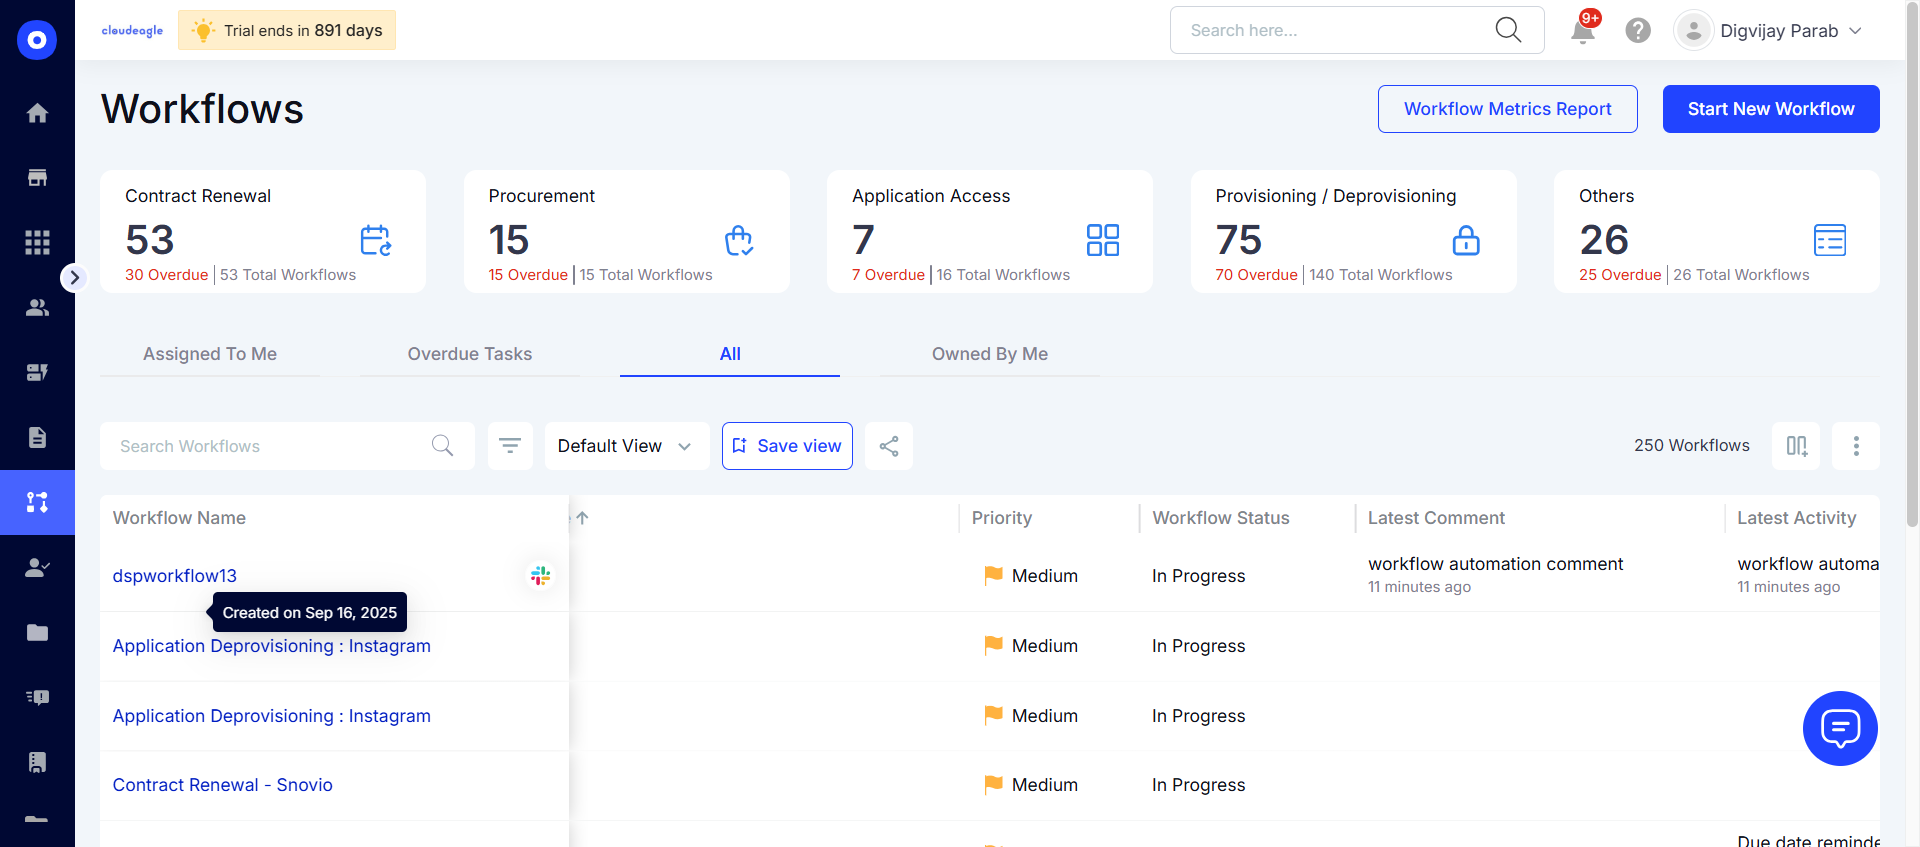 cloudeagle
Trial ends in 891 days
Search here...
9+
Digvijay Parab
Workflows
Workflow Metrics Report
Start New Workflow
Contract Renewal
53
30 Overdue
53 Total Workflows
Procurement
15
15 Overdue
15 Total Workflows
Application Access
7
7 Overdue
16 Total Workflows
Provisioning / Deprovisioning
75
70 Overdue
140 Total Workflows
Others
26
25 Overdue
26 Total Workflows
Assigned To Me
Overdue Tasks
All
Owned By Me
Search Workflows
Default View
Save view
250 Workflows
Workflow Name
Priority
Workflow Status
Latest Comment
Latest Activity
dspworkflow13
Medium
In Progress
workflow automation comment
11 minutes ago
workflow automa
11 minutes ago
Created on Sep 16, 2025
Application Deprovisioning : Instagram
Medium
In Progress
Application Deprovisioning : Instagram
Medium
In Progress
Contract Renewal - Snovio
Medium
In Progress
Due date reminde